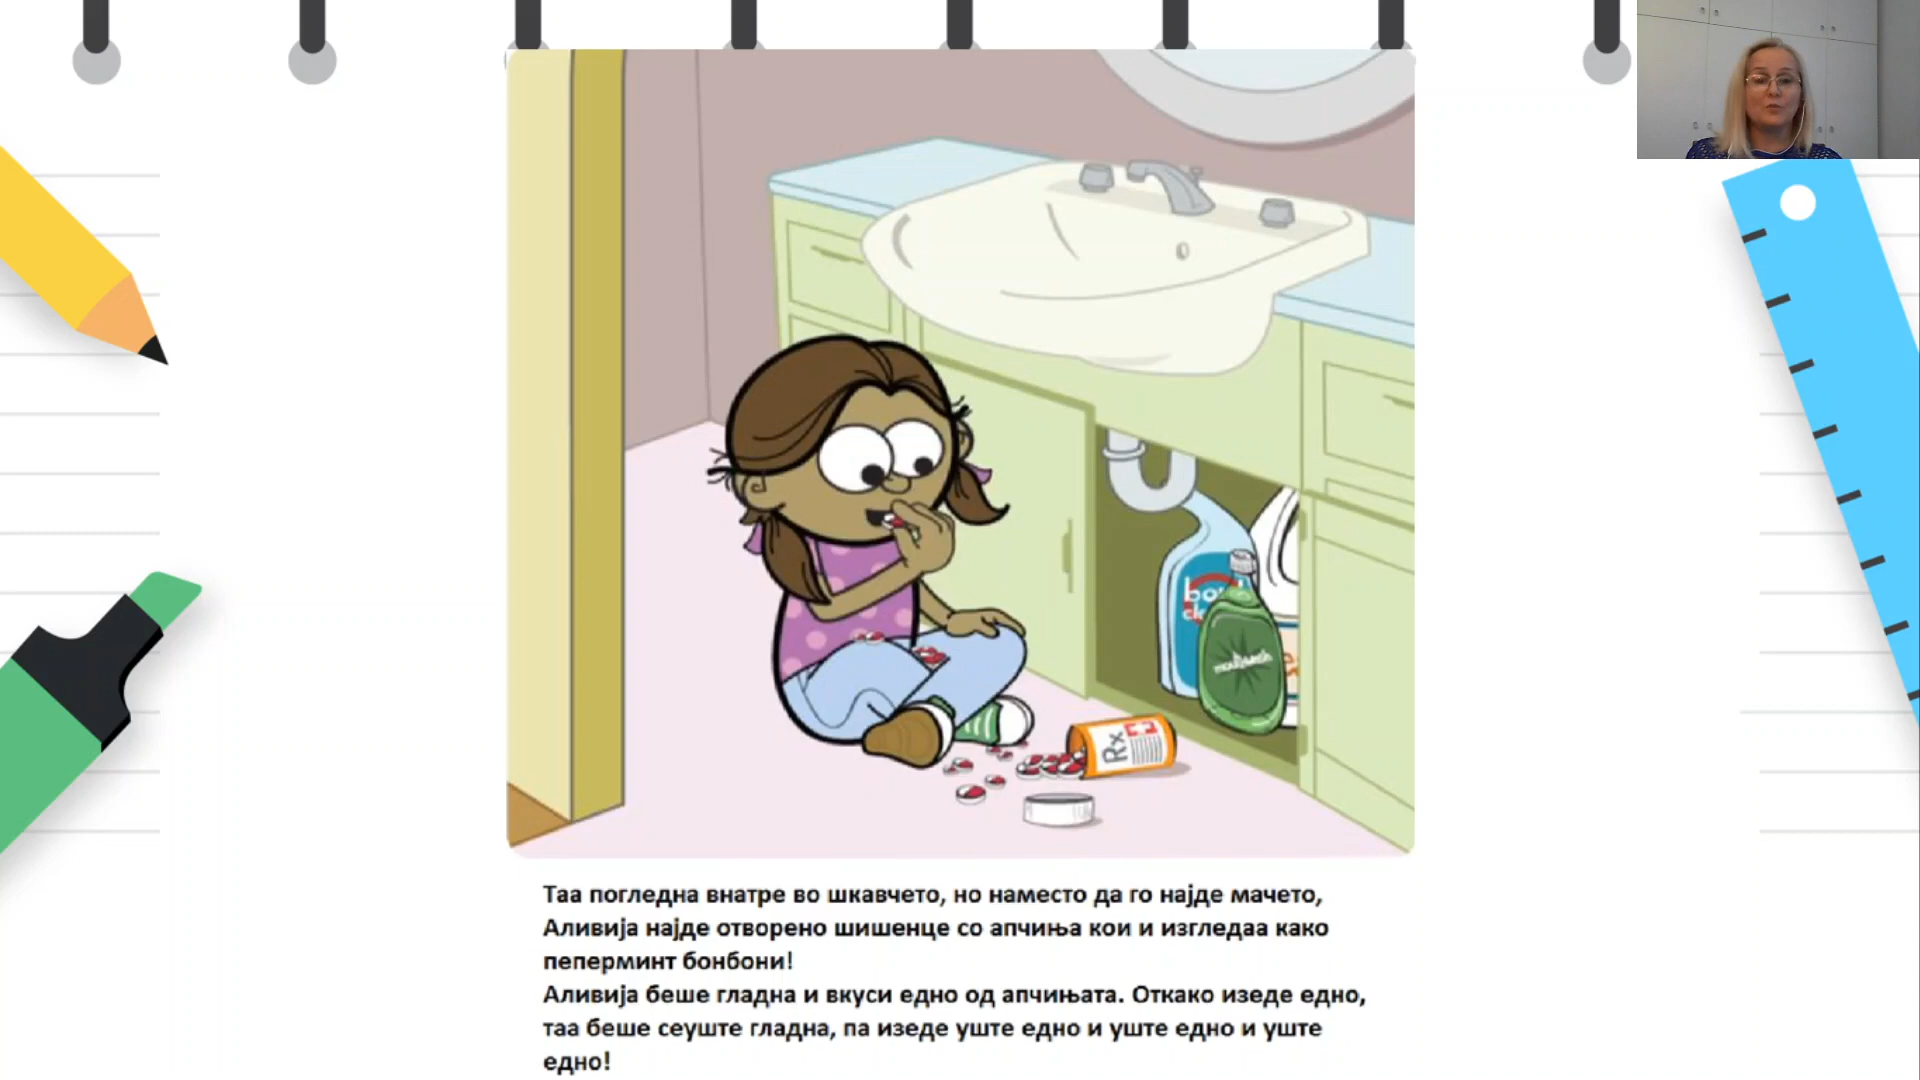 Rx
Таа погледна внатре во шкавчето, но наместо да го најде мачето,
Аливија најде отворено шишенце со апчиња кои и изгледаа како
пеперминт бонбони!
Аливија беше гладна и вкуси едно од апчињата. Откако изеде едно,
таа беше сеуште гладна, па изеде уште едно и уште едно и уште
едно!